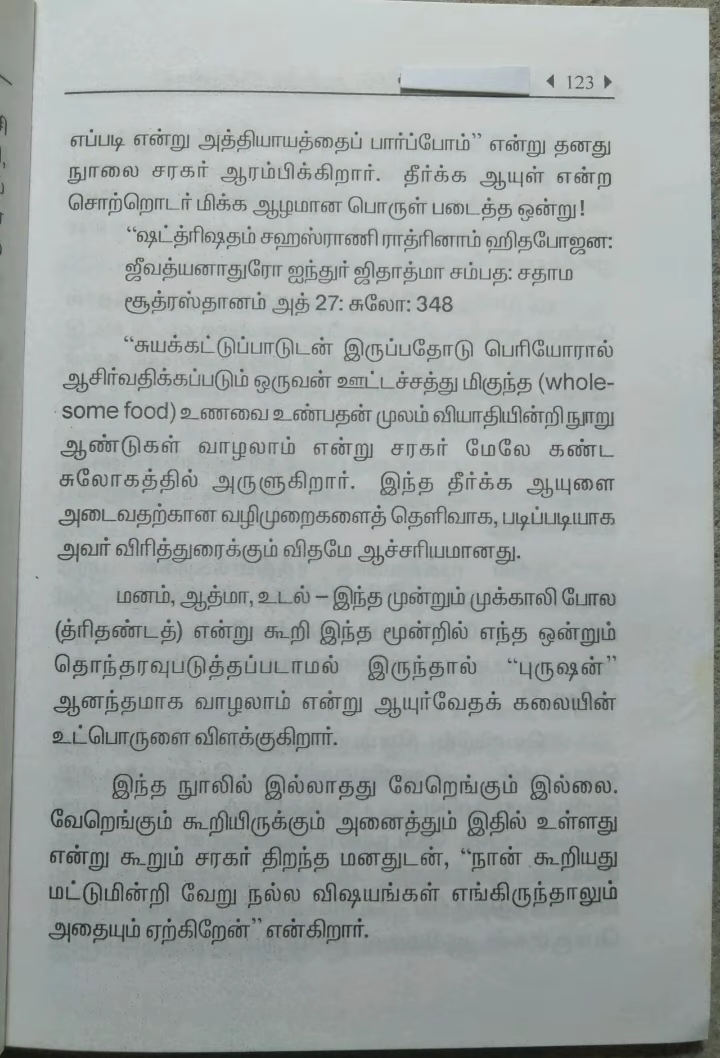 ◀ 123 ▶
எப்படி என்று அத்தியாயத்தைப் பார்ப்போம்” என்று தனது
நூலை சரகர் ஆரம்பிக்கிறார். தீர்க்க ஆயுள் என்ற
சொற்றொடர் மிக்க ஆழமான பொருள் படைத்த ஒன்று!
“ஷட்த்ரிஷதம் சஹஸ்ராணி ராத்ரினாம் ஹிதபோஜன:
ஜீவத்யனாதுரோ ஐந்துர் ஜிதாத்மா சம்பத: சதாம
சூத்ரஸ்தானம் அத் 27: சுலோ: 348
“சுயக்கட்டுப்பாடுடன் இருப்பதோடு பெரியோரால்
ஆசிர்வதிக்கப்படும் ஒருவன் ஊட்டச்சத்து மிகுந்த (whole-
some food) உணவை உண்பதன் முலம் வியாதியின்றி நூறு
ஆண்டுகள் வாழலாம் என்று சரகர் மேலே கண்ட
சுலோகத்தில் அருளுகிறார். இந்த தீர்க்க ஆயுளை
அடைவதற்கான வழிமுறைகளைத் தெளிவாக, படிப்படியாக
அவர் விரித்துரைக்கும் விதமே ஆச்சரியமானது.
மனம், ஆத்மா, உடல் – இந்த முன்றும் முக்காலி போல
(த்ரிதண்டத்) என்று கூறி இந்த மூன்றில் எந்த ஒன்றும்
தொந்தரவுபடுத்தப்படாமல் இருந்தால் “புருஷன்”
ஆனந்தமாக வாழலாம் என்று ஆயுர்வேதக் கலையின்
உட்பொருளை விளக்குகிறார்.
இந்த நூலில் இல்லாதது வேறெங்கும் இல்லை.
வேறெங்கும் கூறியிருக்கும் அனைத்தும் இதில் உள்ளது
என்று கூறும் சரகர் திறந்த மனதுடன், “நான் கூறியது
மட்டுமின்றி வேறு நல்ல விஷயங்கள் எங்கிருந்தாலும்
அதையும் ஏற்கிறேன்” என்கிறார்.